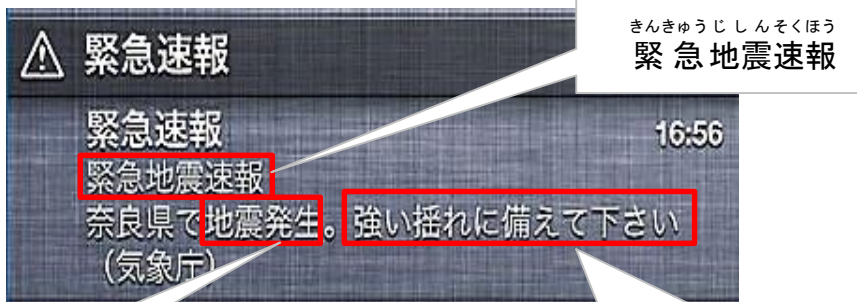 緊急速報
きんきゅうじしんそくほう
緊急地震速報
緊急速報 16:56
緊急地震速報
奈良県で地震発生。強い揺れに備えて下さい
（気象庁）